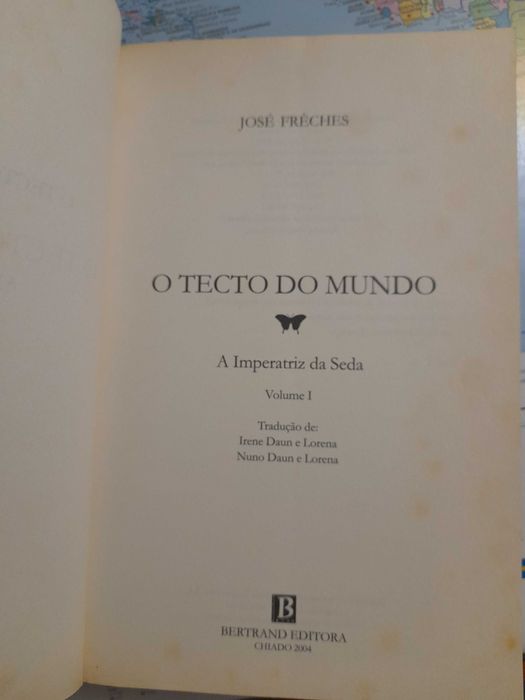 JOSÉ FRÈCHES
O TECTO DO MUNDO
A Imperatriz da Seda
Volume I
Tradução de:
Irene Daun e Lorena
Nuno Daun e Lorena
B
BERTRAND EDITORA
CHIADO 2004